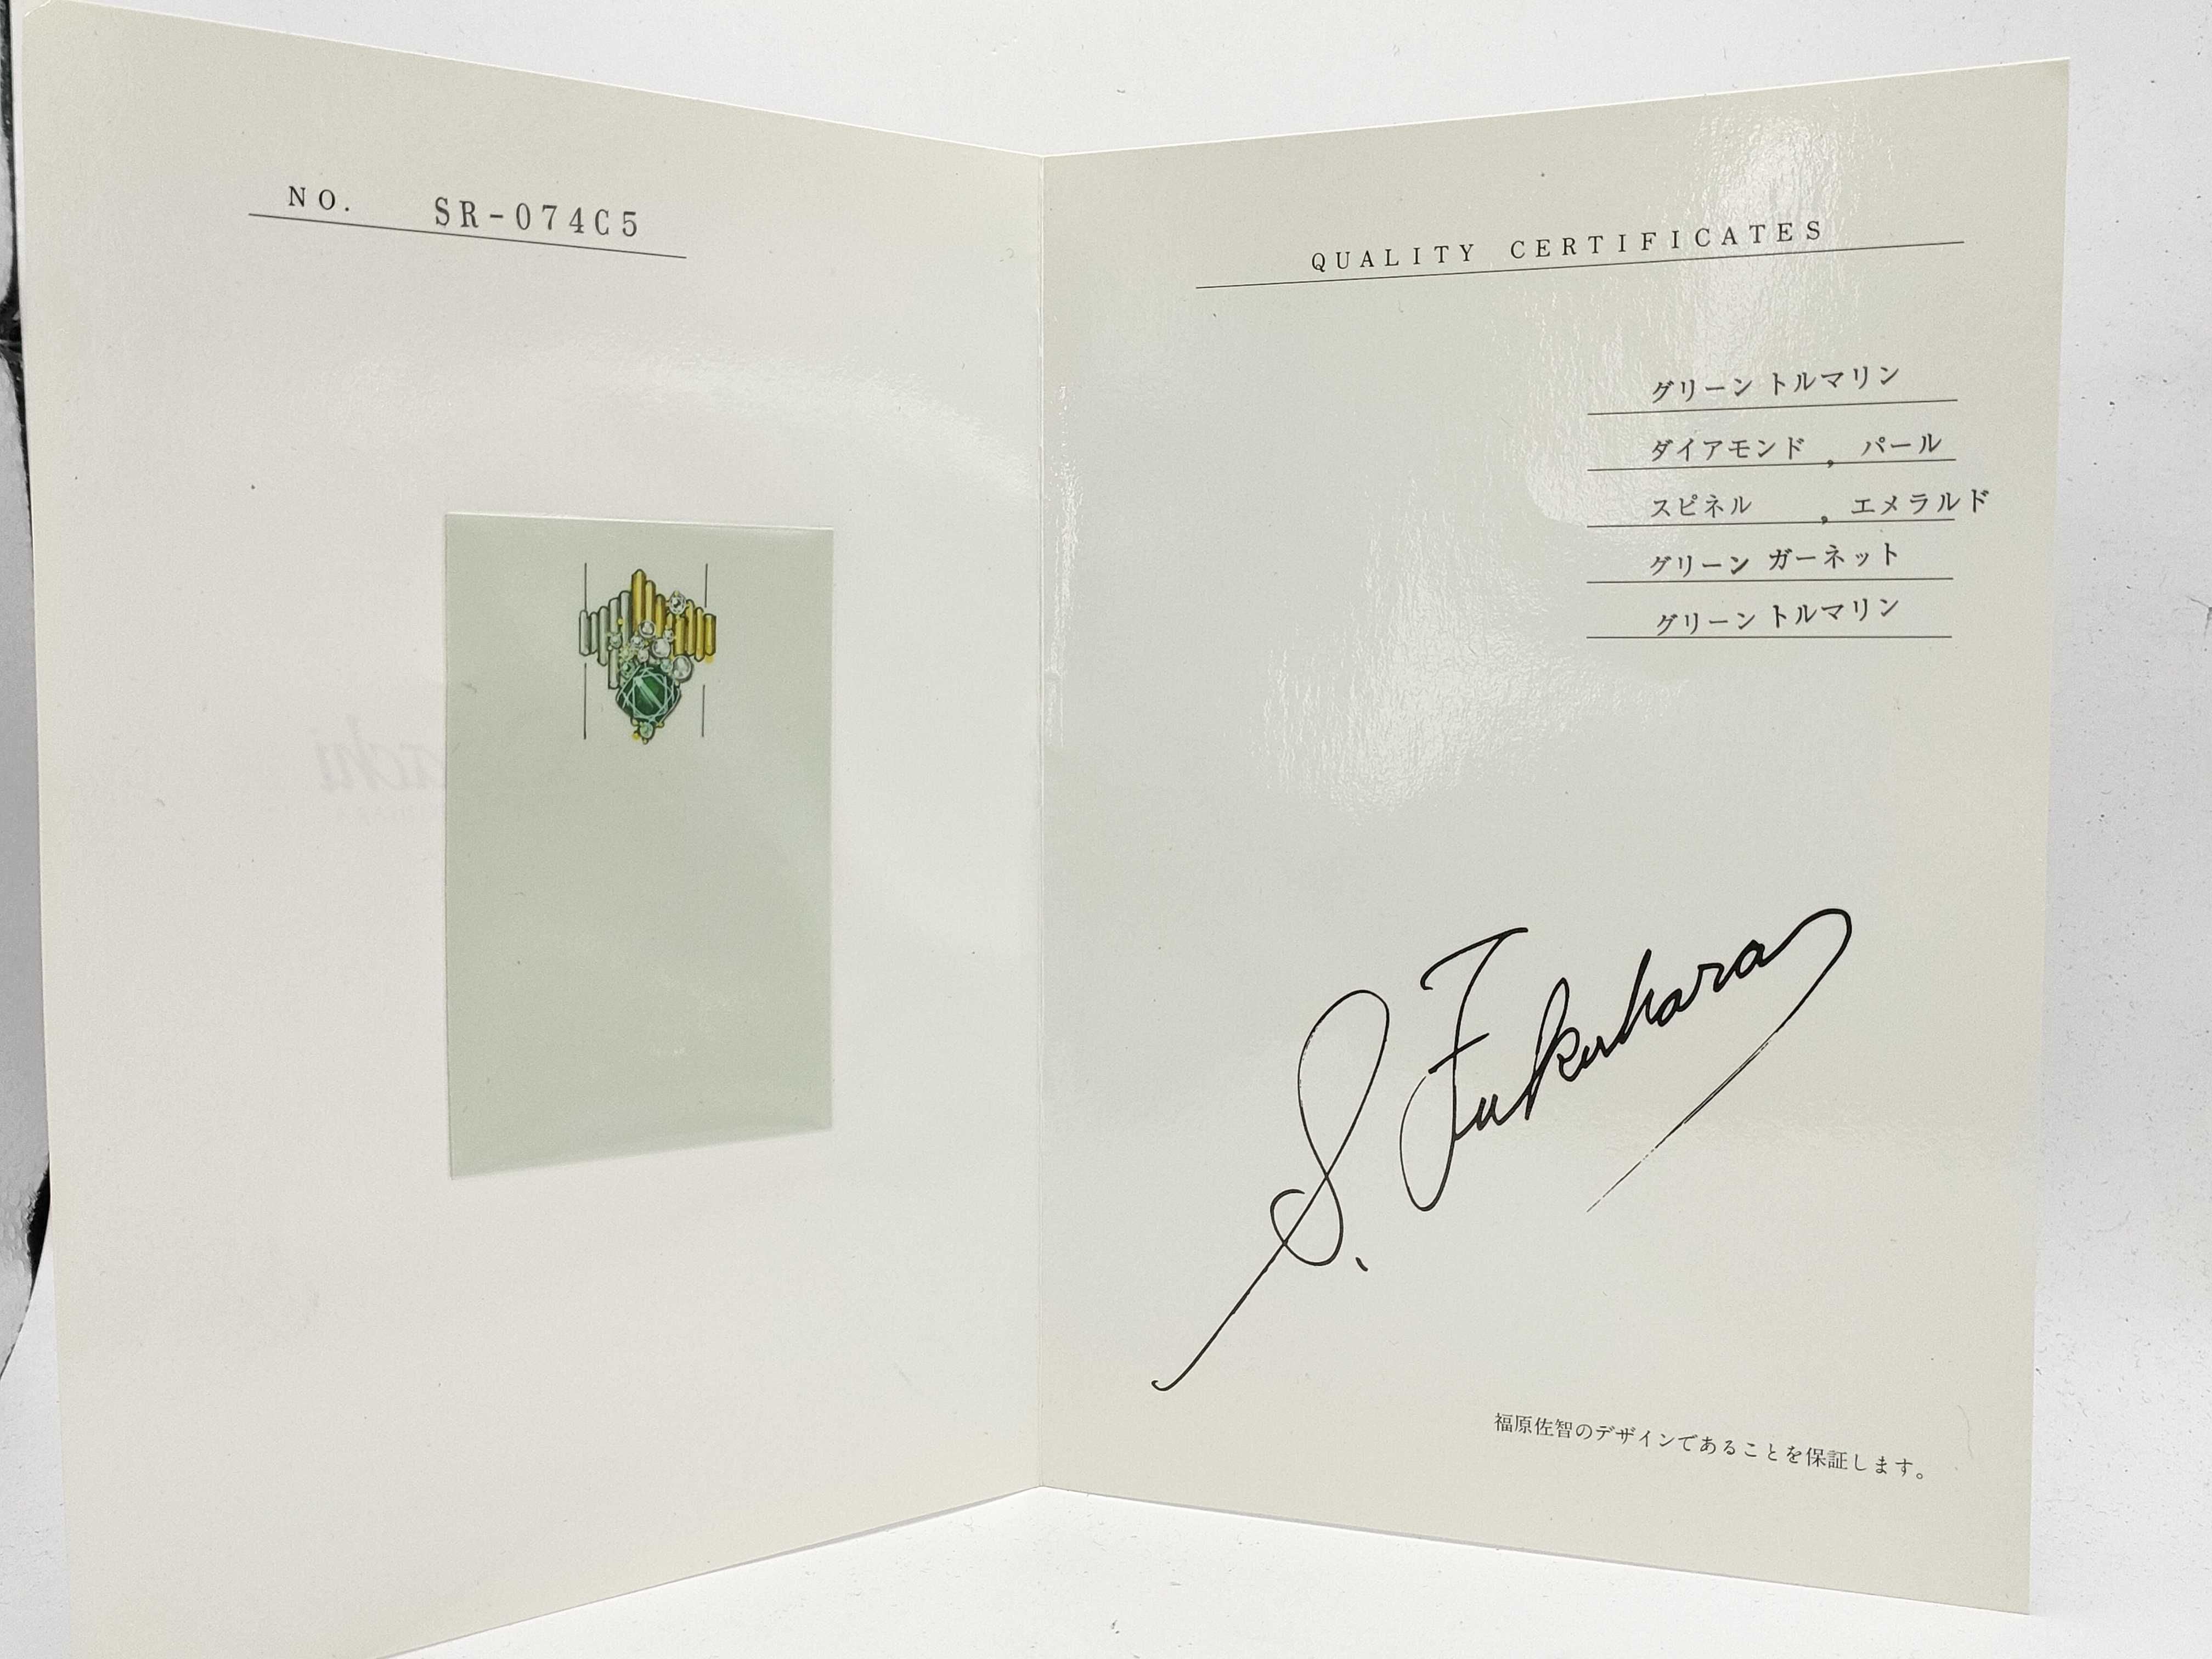 NO. SR-074C5
QUALITY CERTIFICATES
グリーン トルマリン
ダイアモンド , パール
スピネル , エメラルド
グリーン ガーネット
グリーン トルマリン
S. Fukuhara
福原佐智のデザインであることを保証します。